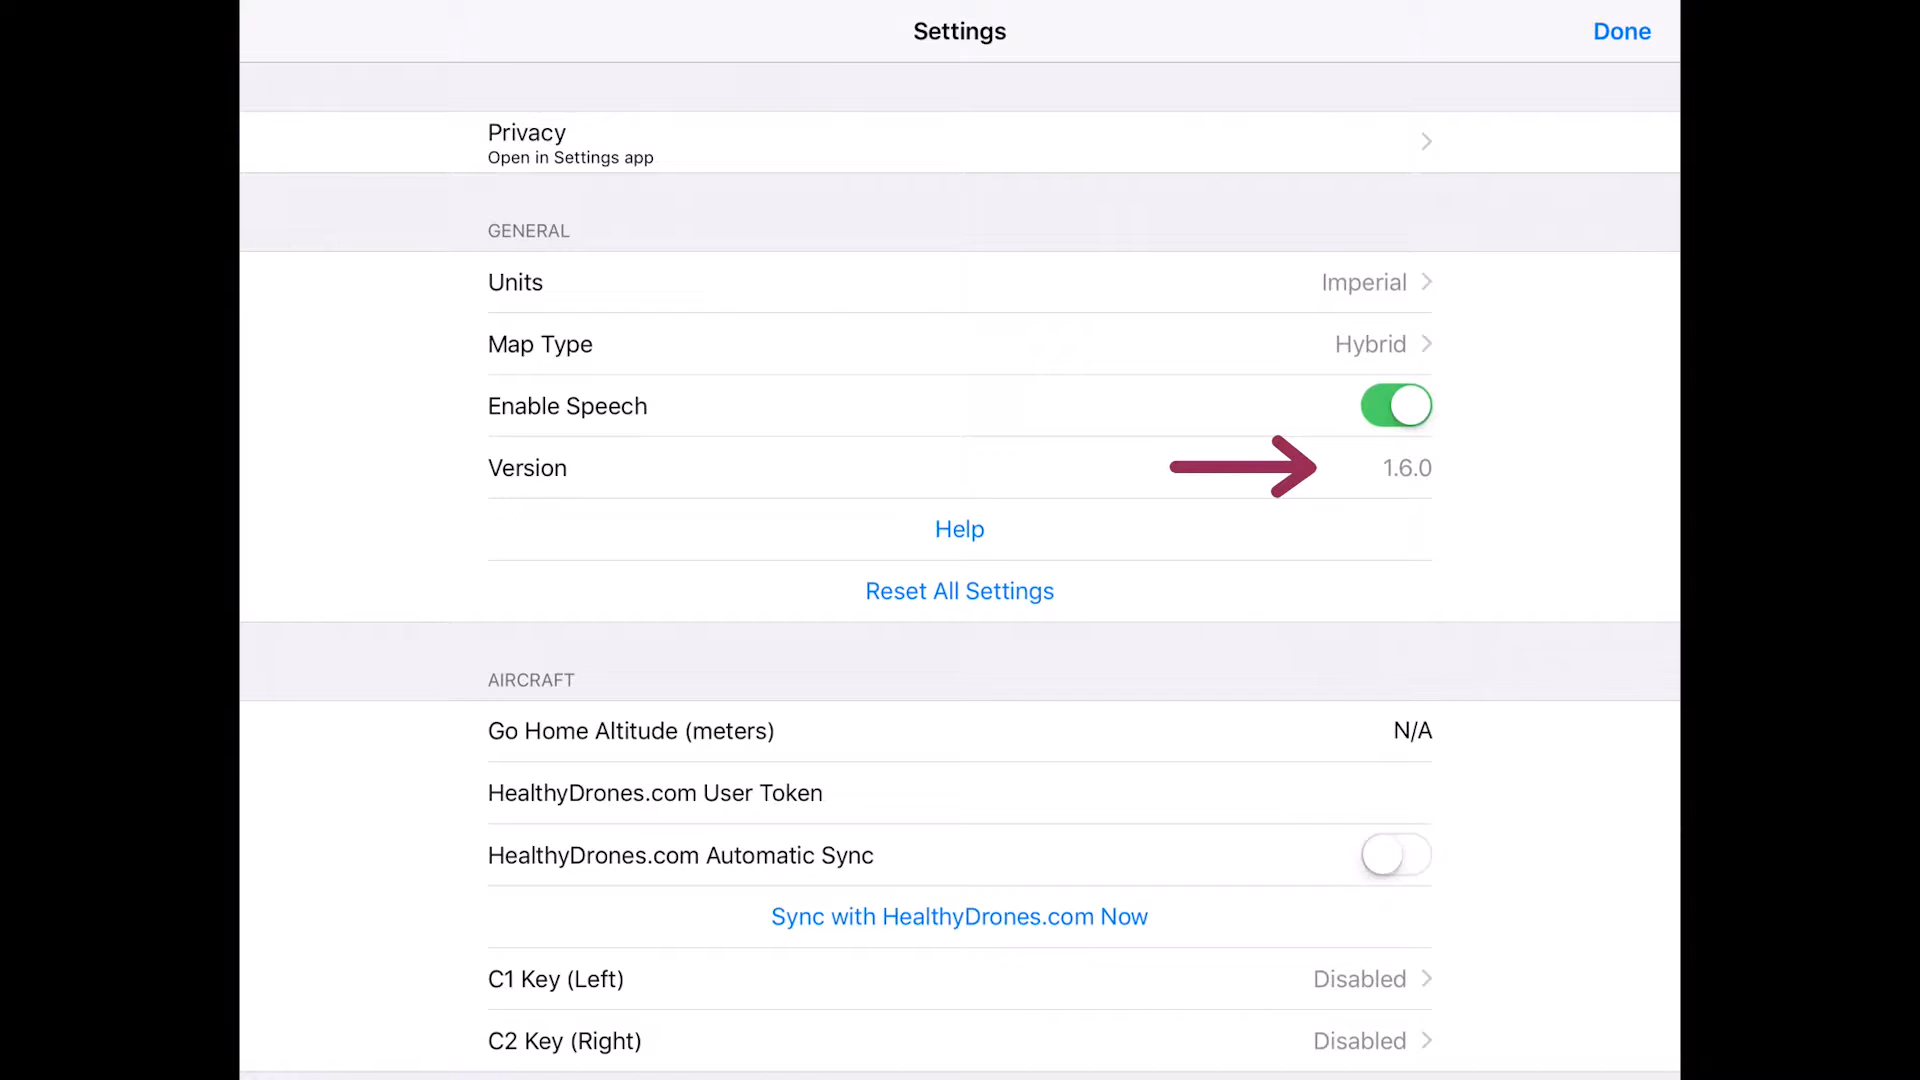 Settings
Done
Privacy
Open in Settings app
GENERAL
Units Imperial
Map Type Hybrid
Enable Speech
Version 1.6.0
Help
Reset All Settings
AIRCRAFT
Go Home Altitude (meters) N/A
HealthyDrones.com User Token
HealthyDrones.com Automatic Sync
Sync with HealthyDrones.com Now
C1 Key (Left) Disabled
C2 Key (Right) Disabled